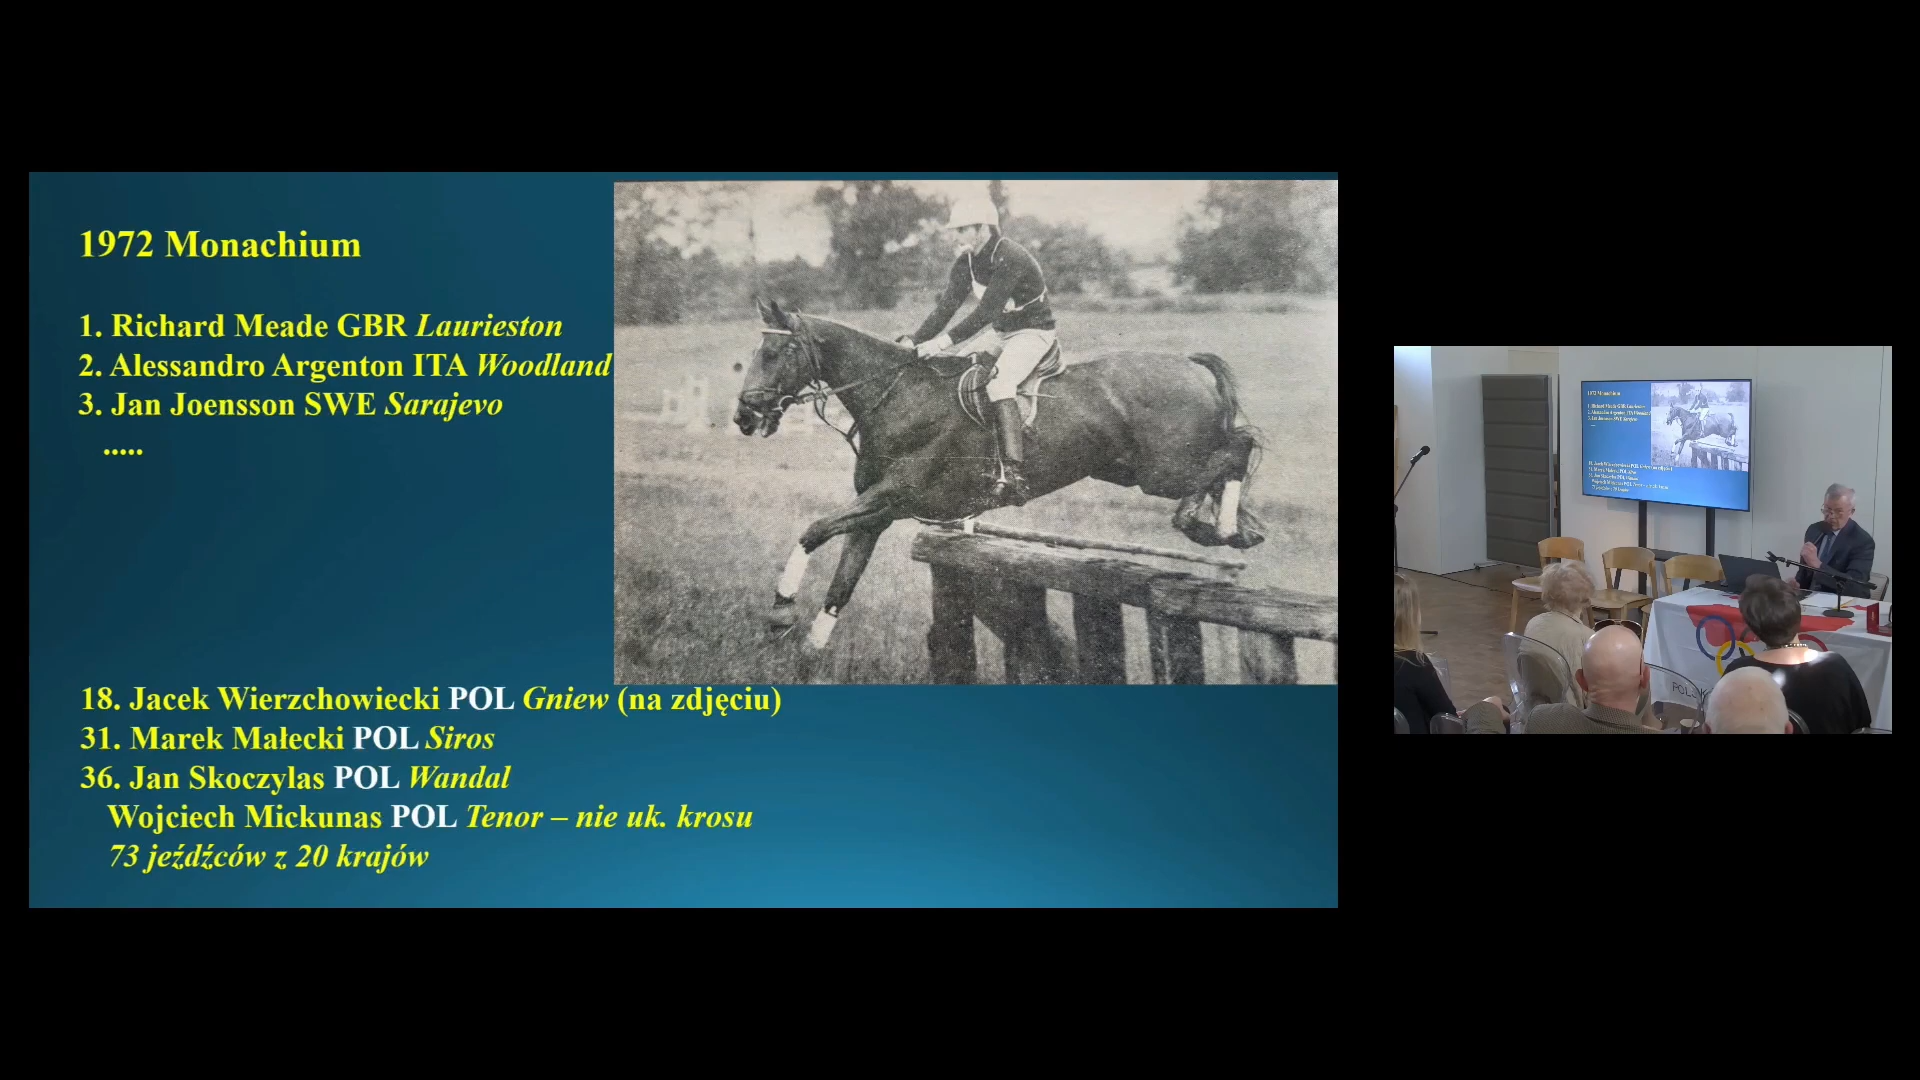 1972 Monachium
1. Richard Meade GBR Laurieston
2. Alessandro Argenton ITA Woodland
3. Jan Joensson SWE Sarajevo
.....
18. Jacek Wierzchowiecki POL Gniew (na zdjęciu)
31. Marek Małecki POL Siros
36. Jan Skoczylas POL Wandal
Wojciech Mickunas POL Tenor – nie uk. krosu
73 jeźdźców z 20 krajów
1972 Monachium